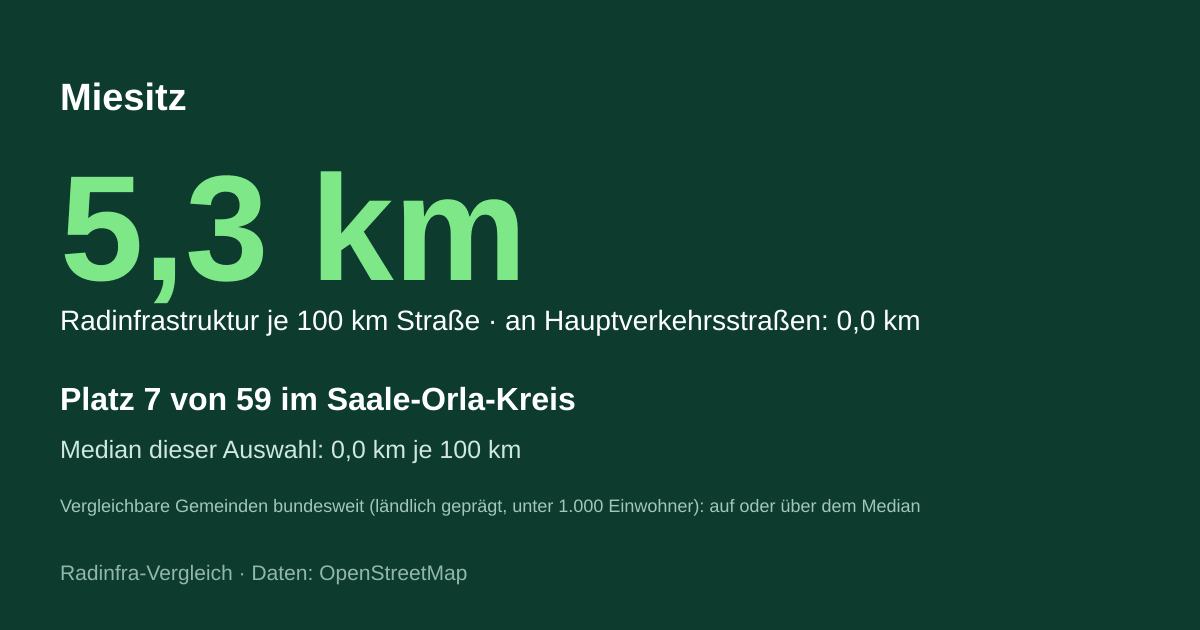 Miesitz
5,3 km
Radinfrastruktur je 100 km Straße · an Hauptverkehrsstraßen: 0,0 km
Platz 7 von 59 im Saale-Orla-Kreis
Median dieser Auswahl: 0,0 km je 100 km
Vergleichbare Gemeinden bundesweit (ländlich geprägt, unter 1.000 Einwohner): auf oder über dem Median
Radinfra-Vergleich · Daten: OpenStreetMap